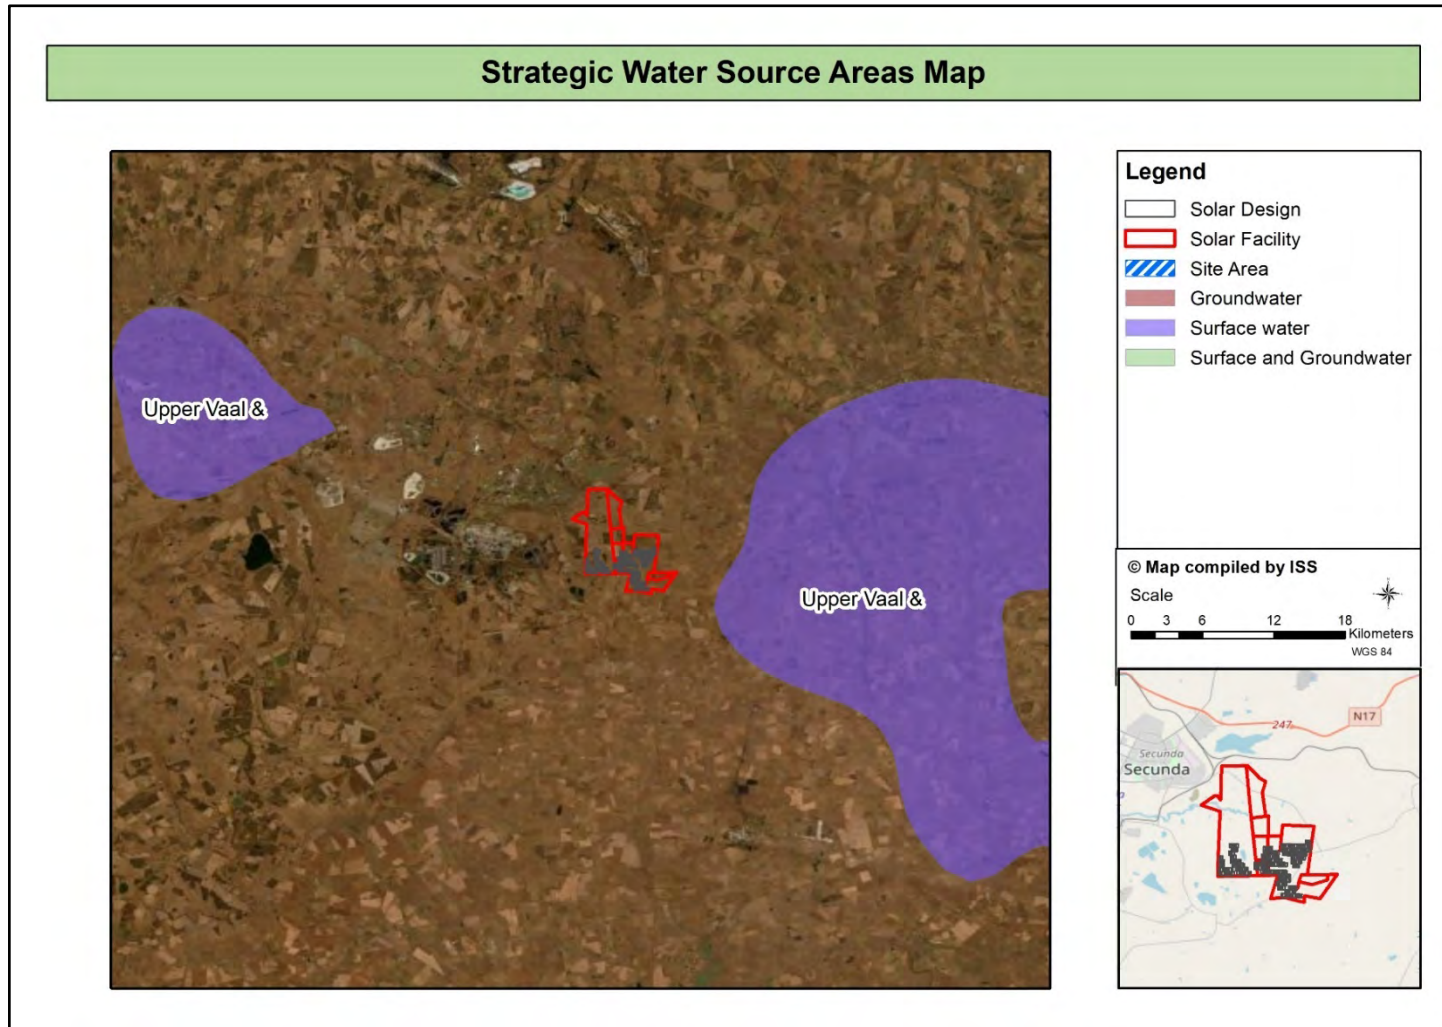 Strategic Water Source Areas Map
Upper Vaal &
Upper Vaal &
Legend
Solar Design
Solar Facility
Site Area
Groundwater
Surface water
Surface and Groundwater
© Map compiled by ISS
Scale
0 3 6 12 18
Kilometers
WGS 84
N17
247
Secunda
Secunda